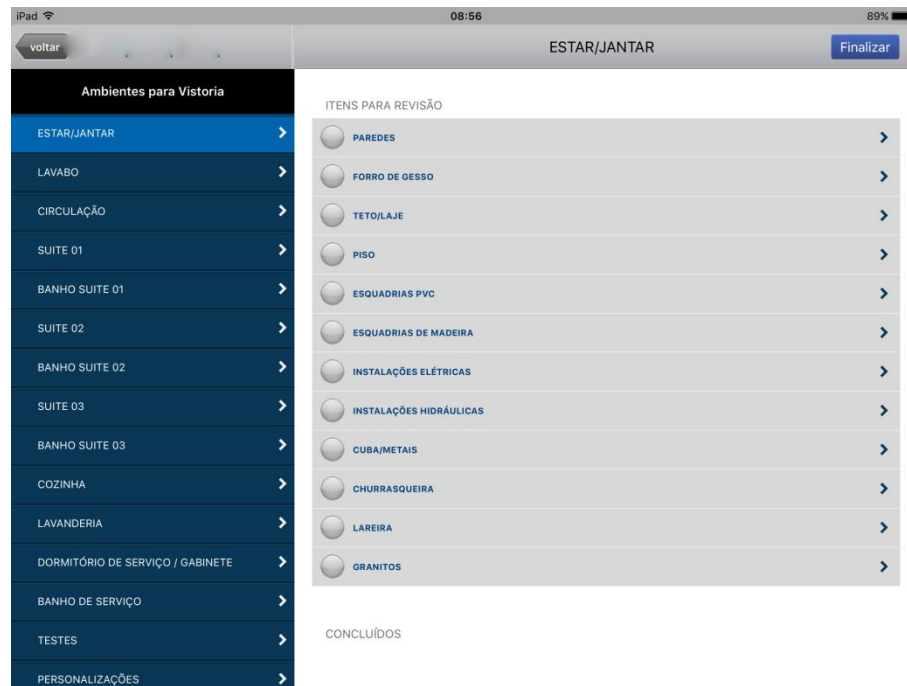 iPad 08:56 89%
voltar ESTAR/JANTAR Finalizar
Ambientes para Vistoria
ESTAR/JANTAR
LAVABO
CIRCULAÇÃO
SUITE 01
BANHO SUITE 01
SUITE 02
BANHO SUITE 02
SUITE 03
BANHO SUITE 03
COZINHA
LAVANDERIA
DORMITÓRIO DE SERVIÇO / GABINETE
BANHO DE SERVIÇO
TESTES
PERSONALIZAÇÕES
ITENS PARA REVISÃO
PAREDES
FORRO DE GESSO
TETO/LAJE
PISO
ESQUADRIAS PVC
ESQUADRIAS DE MADEIRA
INSTALAÇÕES ELÉTRICAS
INSTALAÇÕES HIDRÁULICAS
CUBA/METAIS
CHURRASQUEIRA
LAREIRA
GRANITOS
CONCLUÍDOS